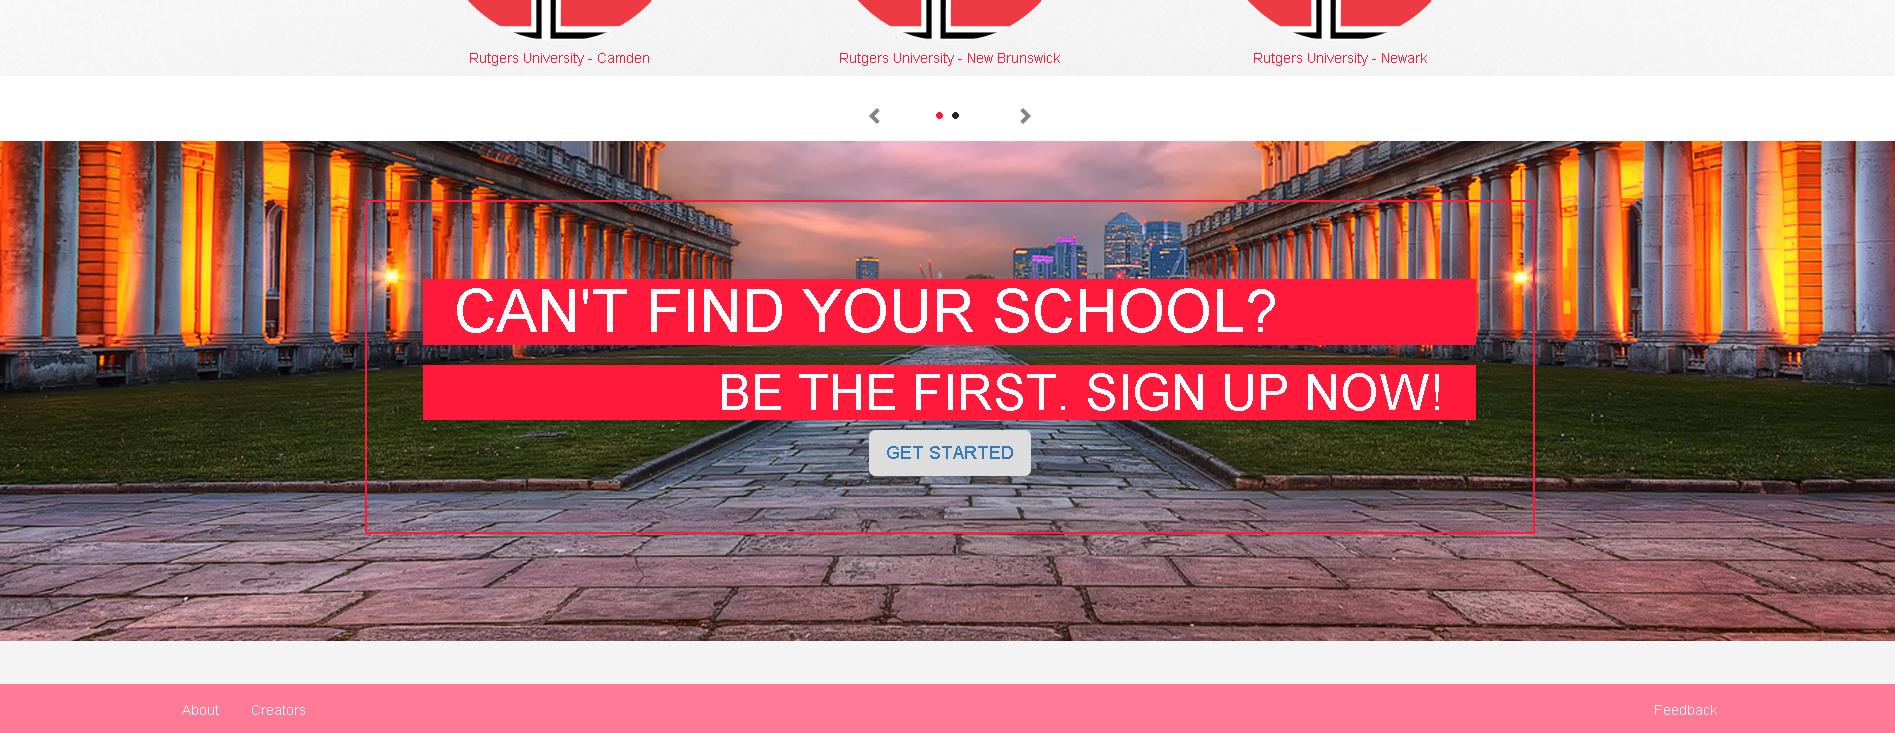 Rutgers University - Camden
Rutgers University - New Brunswick
Rutgers University - Newark
CAN'T FIND YOUR SCHOOL?
BE THE FIRST. SIGN UP NOW!
GET STARTED
About
Creators
Feedback